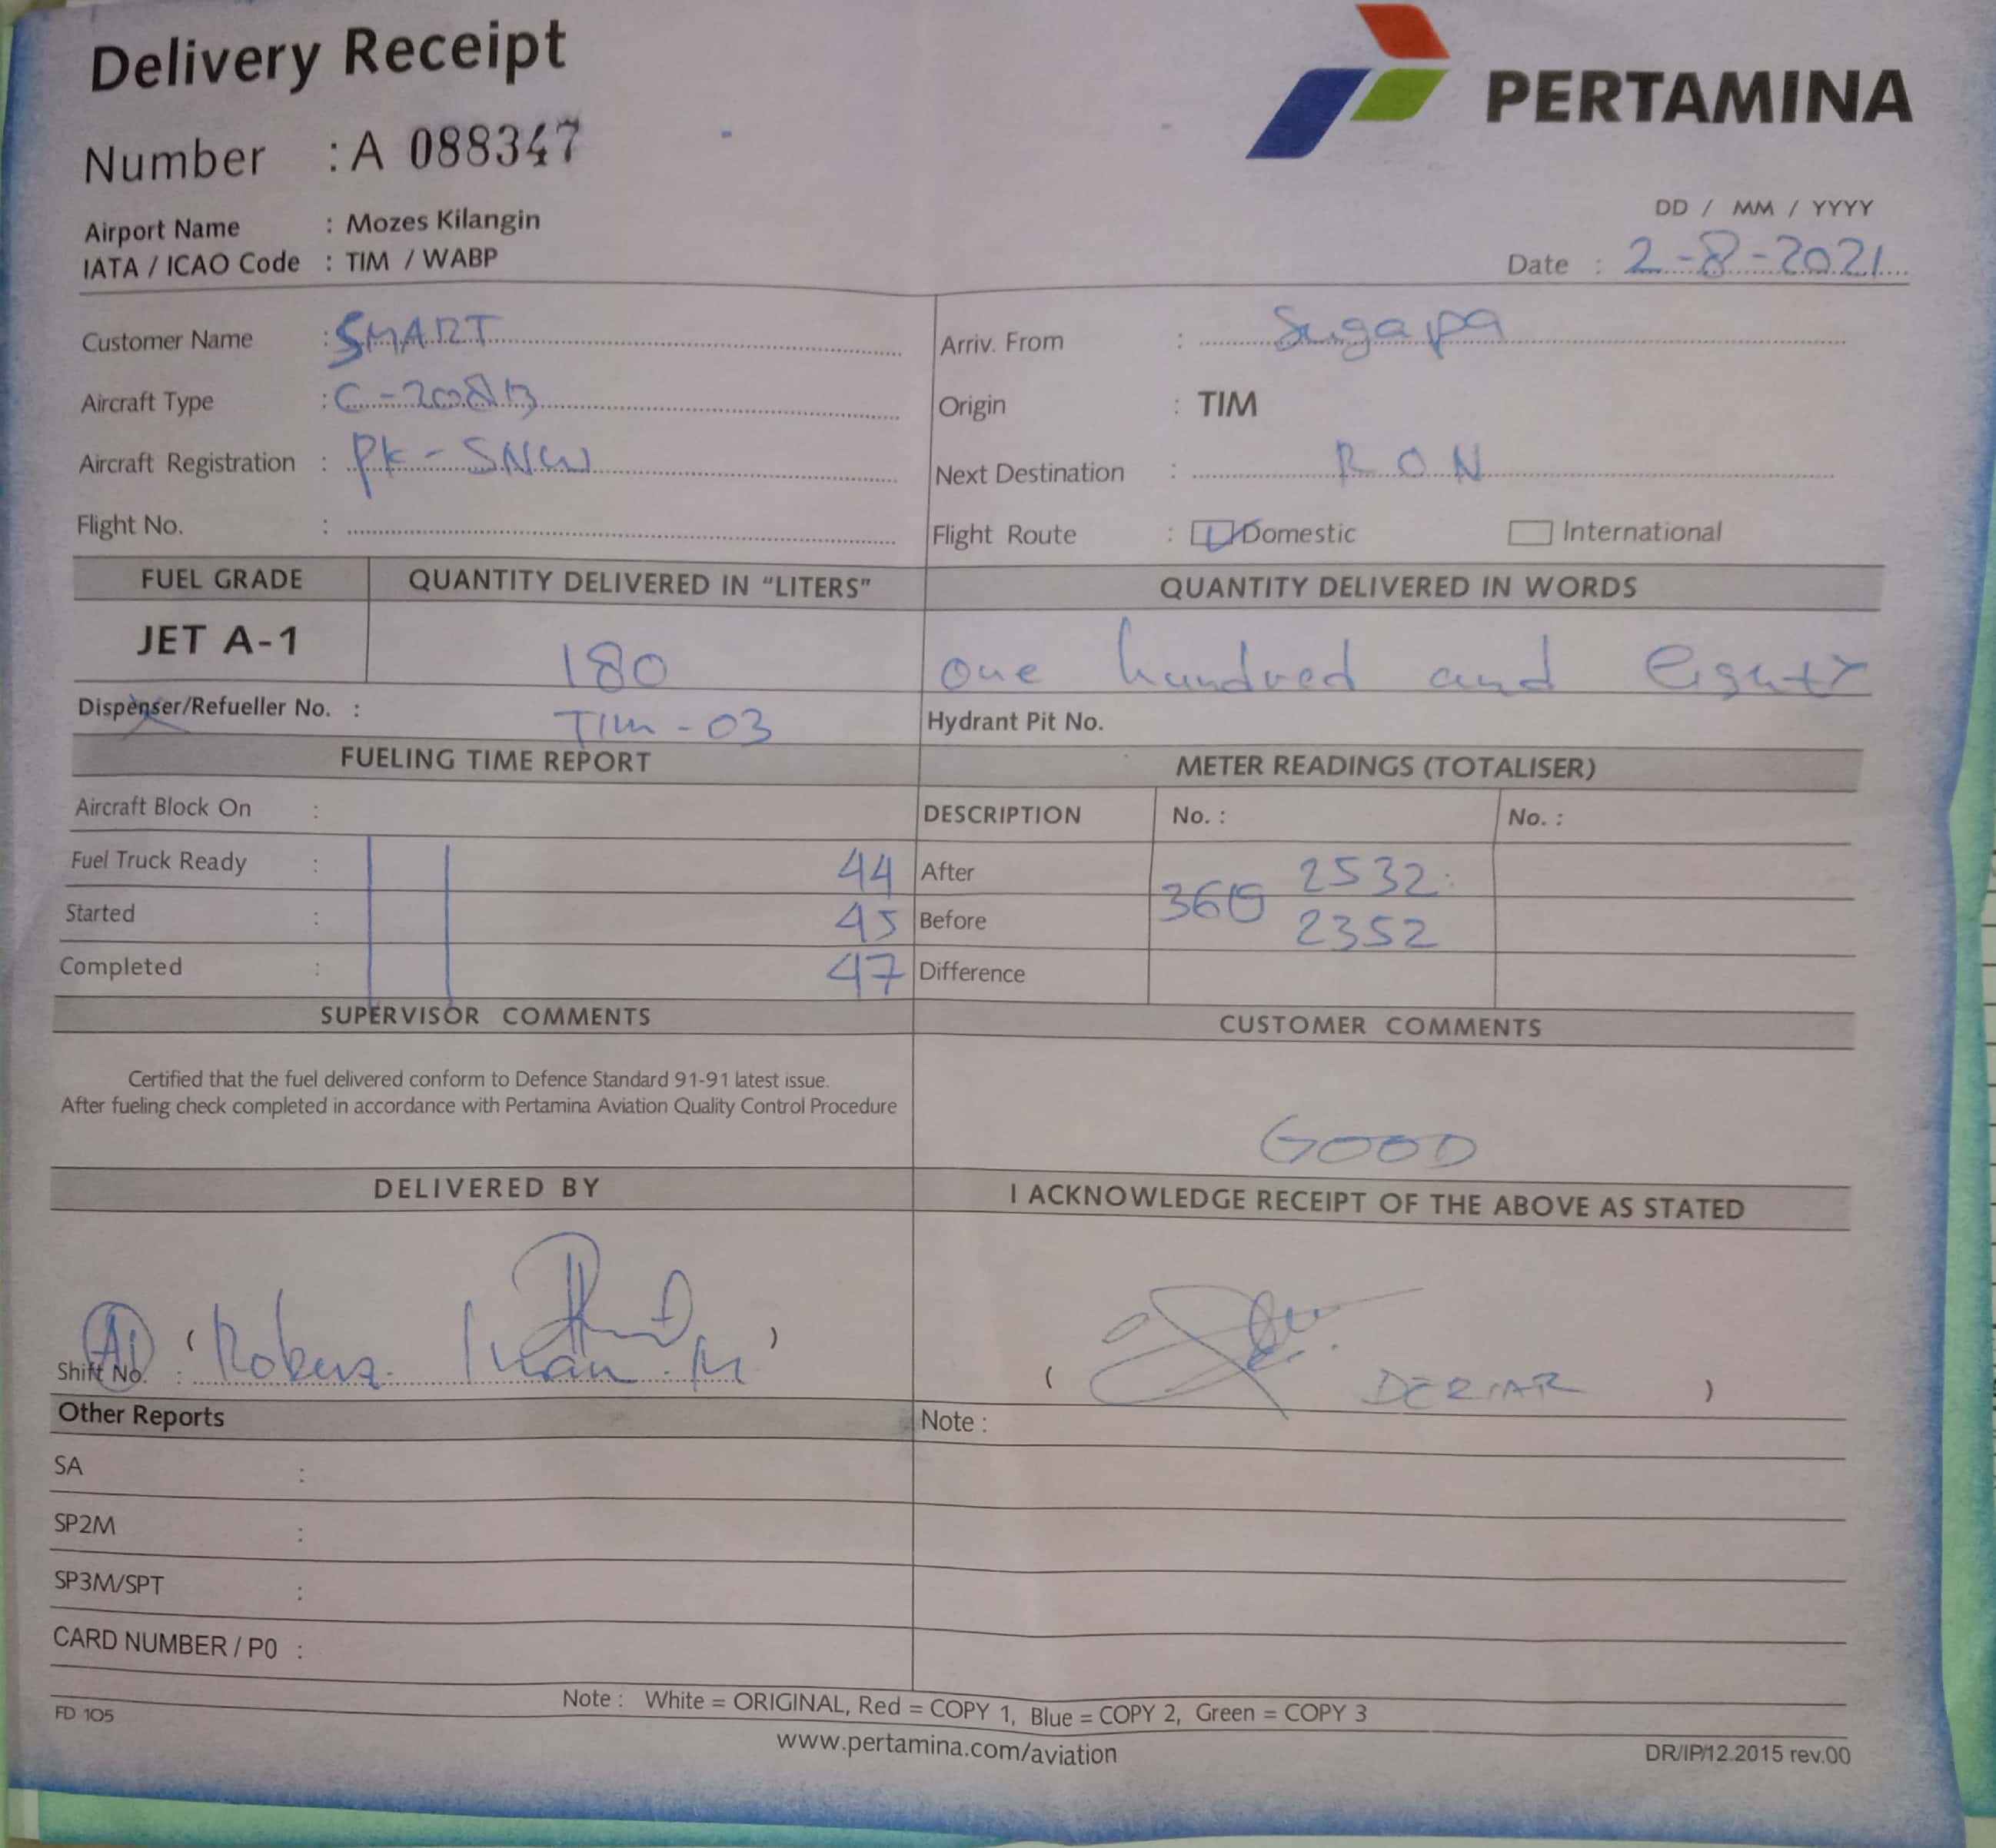 Delivery Receipt
PERTAMINA
Number : A 088347
Airport Name : Mozes Kilangin
IATA / ICAO Code : TIM / WABP
DD / MM / YYYY
Date : 2-8-2021
Customer Name : SMART
Arriv. From : Sugapa
Aircraft Type : C-208B
Origin : TIM
Aircraft Registration : PK-SNW
Next Destination : RON
Flight No. :
Flight Route : Domestic International
FUEL GRADE QUANTITY DELIVERED IN "LITERS" QUANTITY DELIVERED IN WORDS
JET A-1 180 one hundred and Eighty
Dispenser/Refueller No. : TIM - 03 Hydrant Pit No.
FUELING TIME REPORT METER READINGS (TOTALISER)
Aircraft Block On : DESCRIPTION No. : No. :
Fuel Truck Ready : 44 After 2532
Started : 45 Before 2352
Completed : 47 Difference
SUPERVISOR COMMENTS CUSTOMER COMMENTS
Certified that the fuel delivered conform to Defence Standard 91-91 latest issue.
After fueling check completed in accordance with Pertamina Aviation Quality Control Procedure
GOOD
DELIVERED BY I ACKNOWLEDGE RECEIPT OF THE ABOVE AS STATED
Shift No. : ( ) ( )
Other Reports Note :
SA :
SP2M :
SP3M/SPT :
CARD NUMBER / P0 :
Note : White = ORIGINAL, Red = COPY 1, Blue = COPY 2, Green = COPY 3
FD 105
www.pertamina.com/aviation
DR/IP/12.2015 rev.00